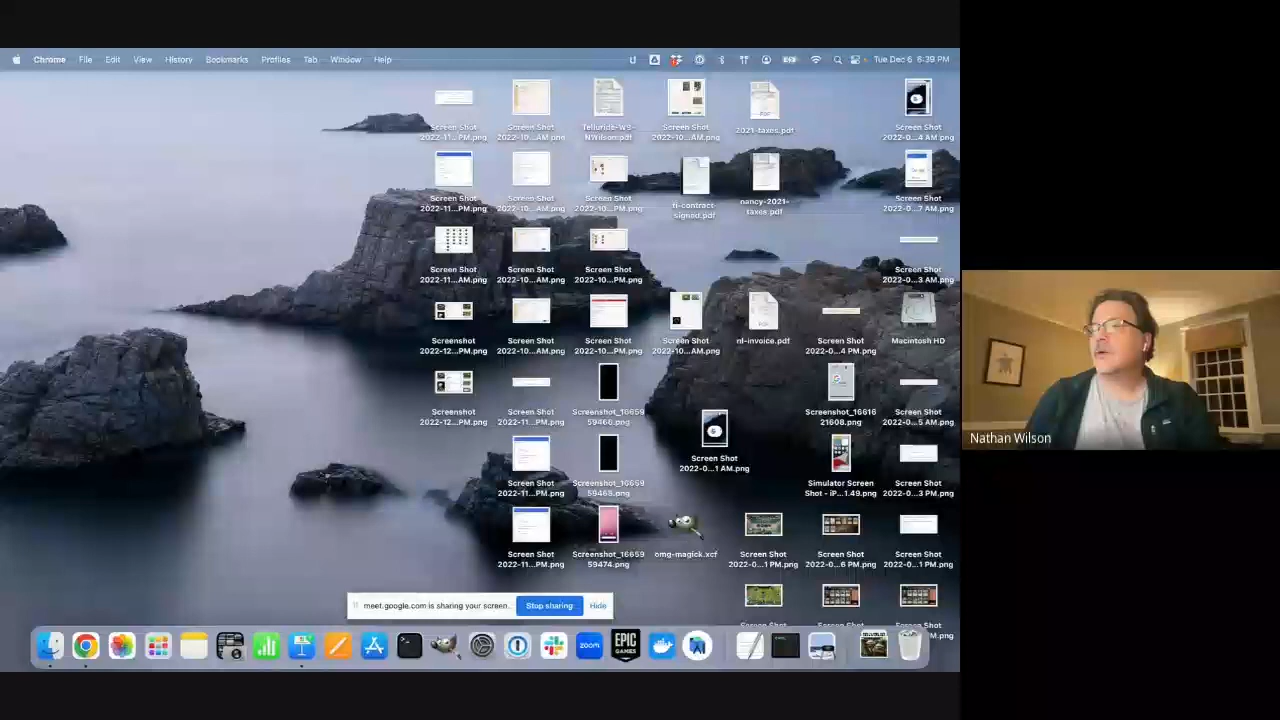 Chrome File Edit View History Bookmarks Profiles Tab Window Help Tue Dec 6 6:39 PM
Screen Shot
2022-11...PM.png
Screen Shot
2022-10...AM.png
Telluride-W9-
NWilson.pdf
Screen Shot
2022-10...AM.png
2021-taxes.pdf
Screen Shot
2022-0...4 AM.png
Screen Shot
2022-11...PM.png
Screen Shot
2022-10...AM.png
Screen Shot
2022-10...PM.png
ti-contract-
signed.pdf
nancy-2021-
taxes.pdf
Screen Shot
2022-0...7 AM.png
Screen Shot
2022-11...AM.png
Screen Shot
2022-10...AM.png
Screen Shot
2022-10...PM.png
Screen Shot
2022-0...3 AM.png
Screenshot
2022-12...PM.png
Screen Shot
2022-10...AM.png
Screen Shot
2022-10...PM.png
Screen Shot
2022-10...AM.png
nl-invoice.pdf
Screen Shot
2022-0...4 PM.png
Macintosh HD
Screenshot
2022-12...PM.png
Screen Shot
2022-11...PM.png
Screenshot_16659
59460.png
Screenshot_16616
21608.png
Screen Shot
2022-0...5 AM.png
Screen Shot
2022-0...1 AM.png
Nathan Wilson
Screen Shot
2022-11...PM.png
Screenshot_16659
59468.png
Simulator Screen
Shot - iP...1.49.png
Screen Shot
2022-0...3 PM.png
Screen Shot
2022-11...PM.png
Screenshot_16659
59474.png
omg-magick.xcf
Screen Shot
2022-0...1 PM.png
Screen Shot
2022-0...6 PM.png
Screen Shot
2022-0...1 PM.png
meet.google.com is sharing your screen. Stop sharing Hide
zoom
EPIC
GAMES